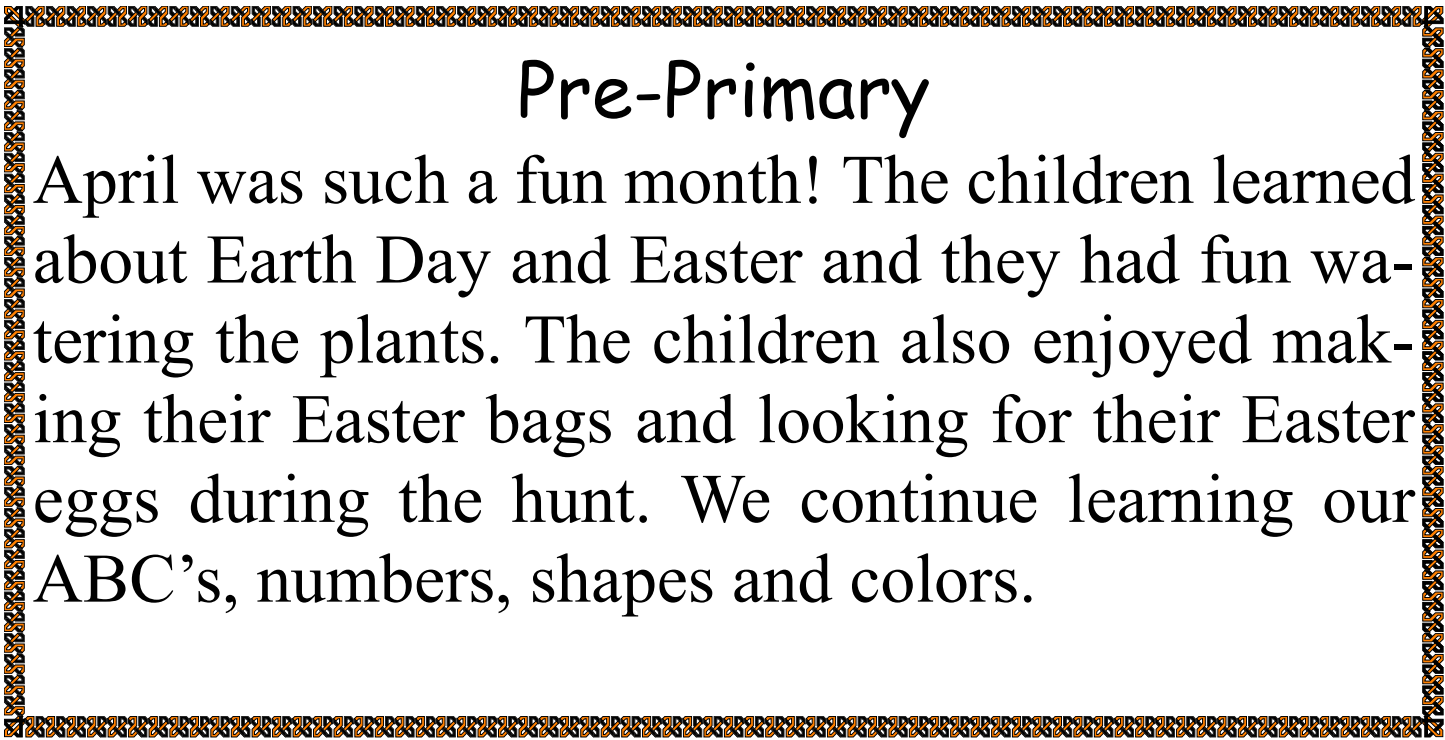 Pre-Primary
April was such a fun month! The children learned
about Earth Day and Easter and they had fun wa-
tering the plants. The children also enjoyed mak-
ing their Easter bags and looking for their Easter
eggs during the hunt. We continue learning our
ABC’s, numbers, shapes and colors.